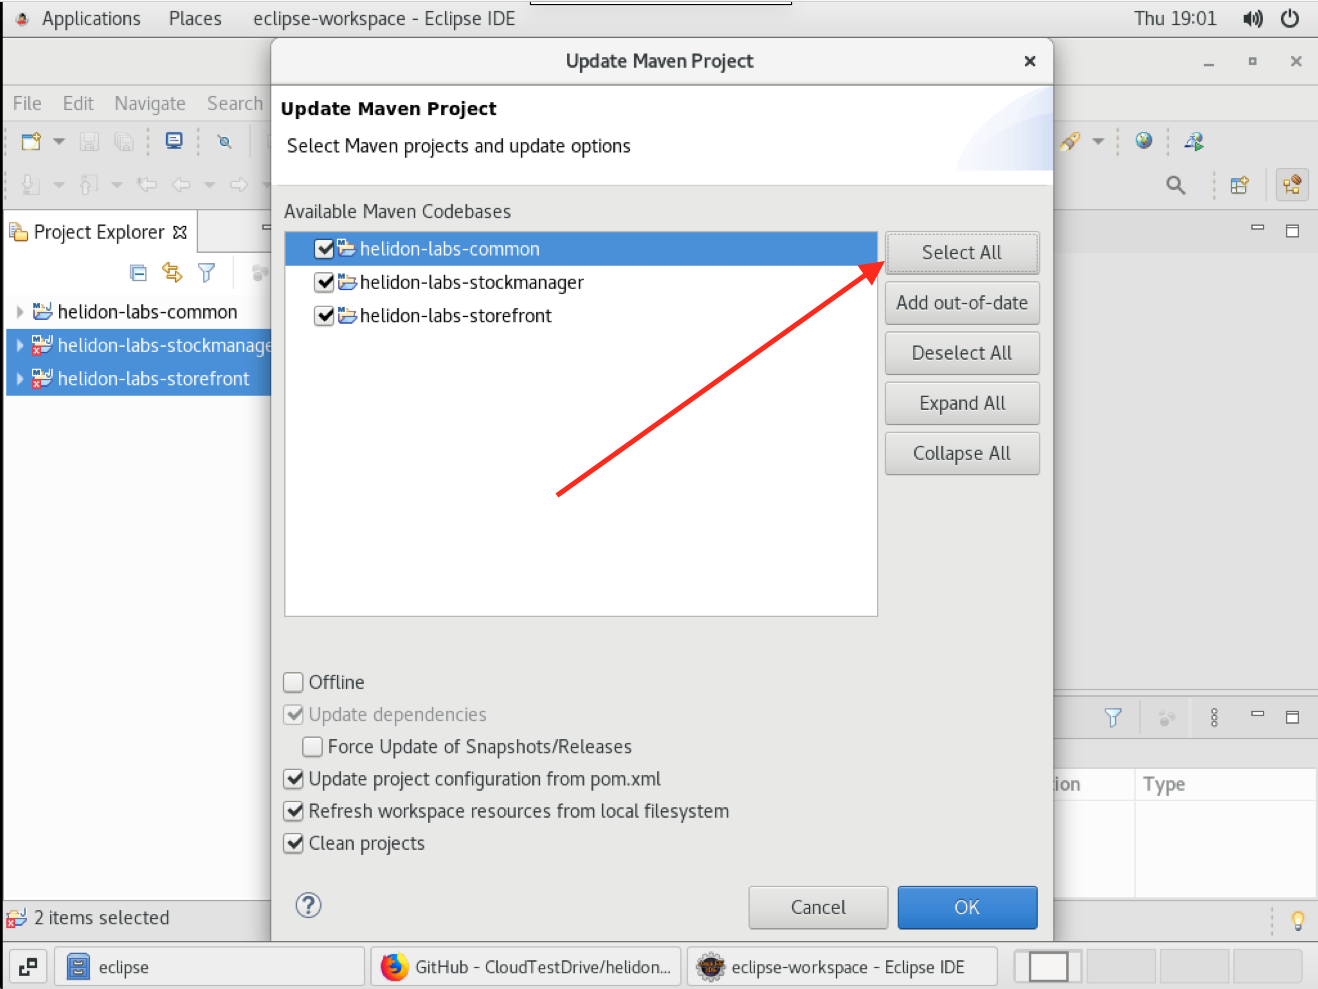 Applications Places eclipse-workspace - Eclipse IDE Thu 19:01
Update Maven Project
File Edit Navigate Search
Update Maven Project
Select Maven projects and update options
Project Explorer
Available Maven Codebases
helidon-labs-common
helidon-labs-stockmanager
helidon-labs-storefront
Select All
Add out-of-date
Deselect All
Expand All
Collapse All
helidon-labs-common
helidon-labs-stockmanage
helidon-labs-storefront
Offline
Update dependencies
Force Update of Snapshots/Releases
Update project configuration from pom.xml
Refresh workspace resources from local filesystem
Clean projects
ion Type
Cancel OK
2 items selected
eclipse GitHub - CloudTestDrive/helidon... eclipse-workspace - Eclipse IDE